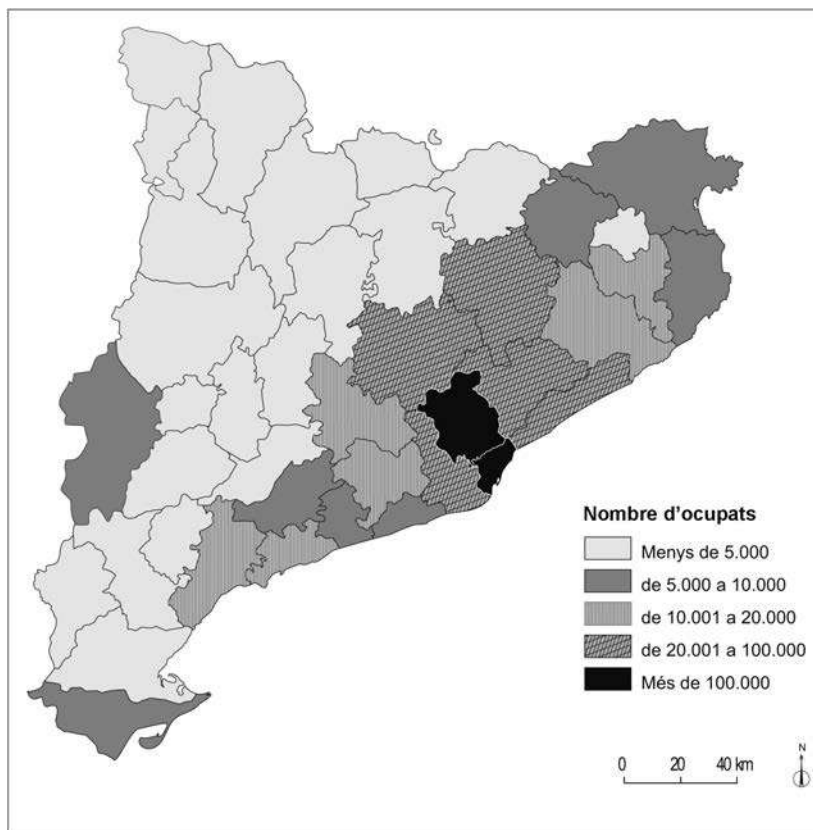 Nombre d'ocupats
Menys de 5.000
de 5.000 a 10.000
de 10.001 a 20.000
de 20.001 a 100.000
Més de 100.000
N
0 20 40 km